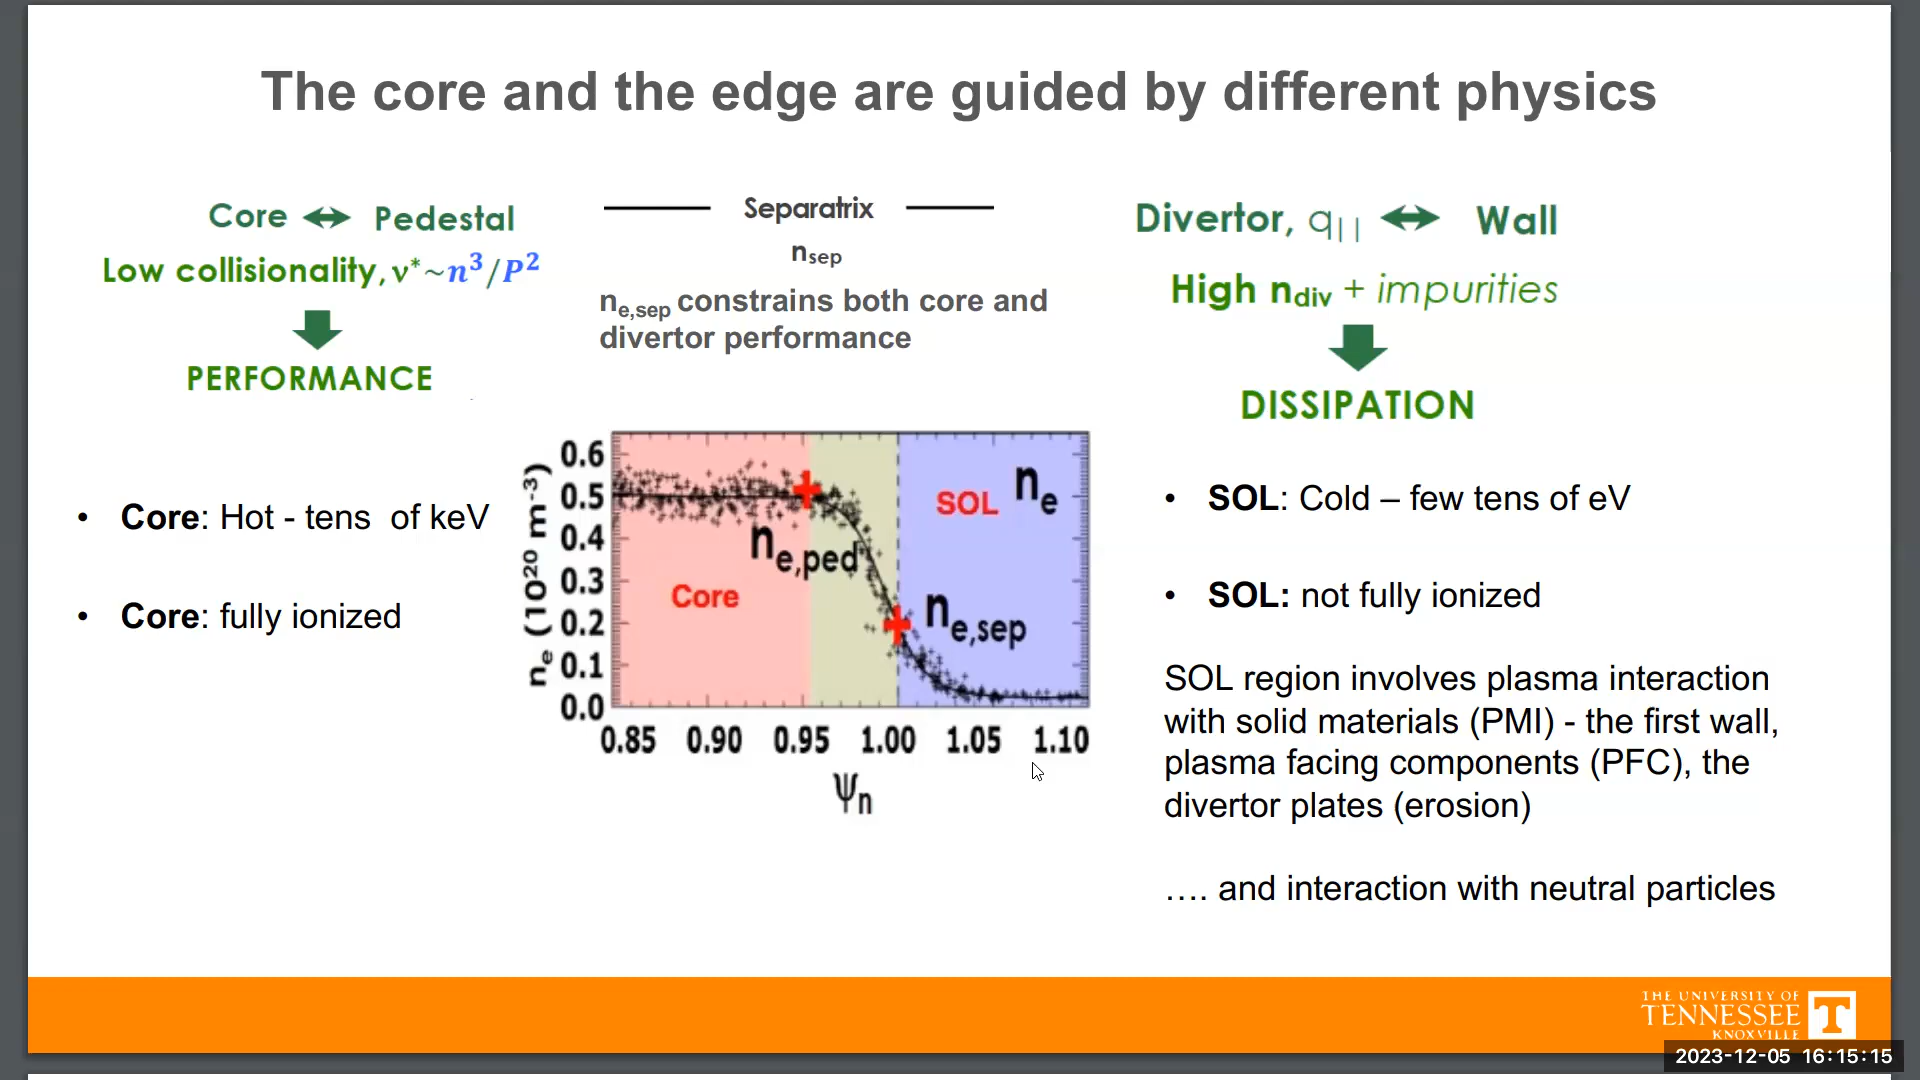 The core and the edge are guided by different physics
Core ⇔ Pedestal
Low collisionality, ν*~n³/P²
PERFORMANCE
Separatrix
n_sep
n_e,sep constrains both core and
divertor performance
Divertor, q_|| ⇔ Wall
High n_div + impurities
DISSIPATION
• Core: Hot - tens of keV
• Core: fully ionized
n_e (10²⁰ m⁻³)
0.6
0.5
0.4
0.3
0.2
0.1
0.0
Core
n_e,ped
SOL
n_e
n_e,sep
0.85 0.90 0.95 1.00 1.05 1.10
Ψn
• SOL: Cold – few tens of eV
• SOL: not fully ionized
SOL region involves plasma interaction
with solid materials (PMI) - the first wall,
plasma facing components (PFC), the
divertor plates (erosion)
…. and interaction with neutral particles
THE UNIVERSITY OF
TENNESSEE
KNOXVILLE
T
2023-12-05 16:15:15